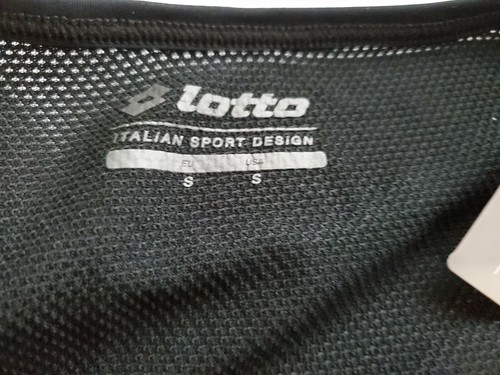 lotto
ITALIAN SPORT DESIGN
EU USA
S S